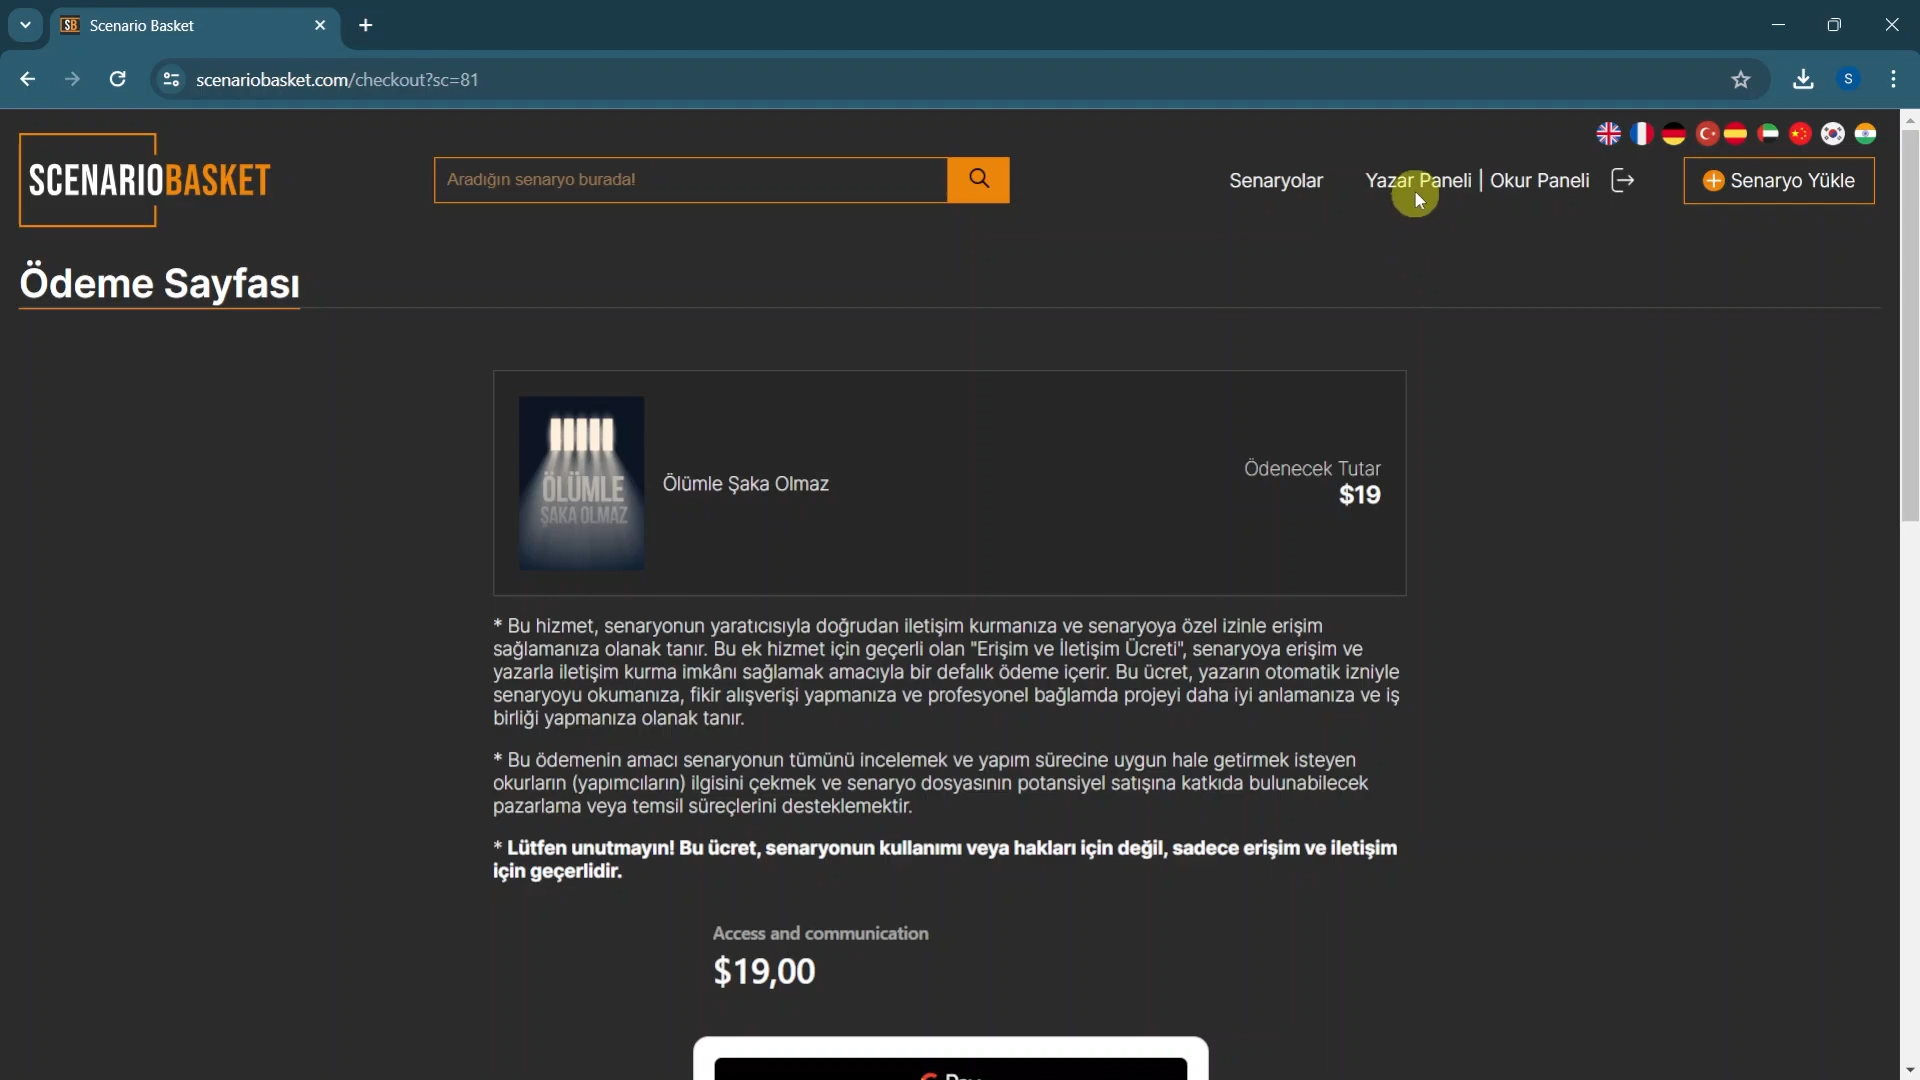 SB Scenario Basket
scenariobasket.com/checkout?sc=81
S
SCENARIOBASKET
Aradığın senaryo burada!
Senaryolar
Yazar Paneli | Okur Paneli
Senaryo Yükle
Ödeme Sayfası
ÖLÜMLE
ŞAKA OLMAZ
Ölümle Şaka Olmaz
Ödenecek Tutar
$19
* Bu hizmet, senaryonun yaratıcısıyla doğrudan iletişim kurmanıza ve senaryoya özel izinle erişim
sağlamanıza olanak tanır. Bu ek hizmet için geçerli olan "Erişim ve İletişim Ücreti", senaryoya erişim ve
yazarla iletişim kurma imkânı sağlamak amacıyla bir defalık ödeme içerir. Bu ücret, yazarın otomatik izniyle
senaryoyu okumanıza, fikir alışverişi yapmanıza ve profesyonel bağlamda projeyi daha iyi anlamanıza ve iş
birliği yapmanıza olanak tanır.
* Bu ödemenin amacı senaryonun tümünü incelemek ve yapım sürecine uygun hale getirmek isteyen
okurların (yapımcıların) ilgisini çekmek ve senaryo dosyasının potansiyel satışına katkıda bulunabilecek
pazarlama veya temsil süreçlerini desteklemektir.
* Lütfen unutmayın! Bu ücret, senaryonun kullanımı veya hakları için değil, sadece erişim ve iletişim
için geçerlidir.
Access and communication
$19,00